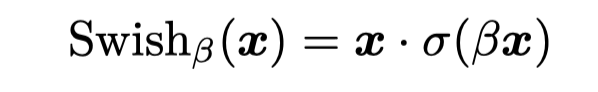 Swish_β(𝒙) = 𝒙 · σ(β𝒙)